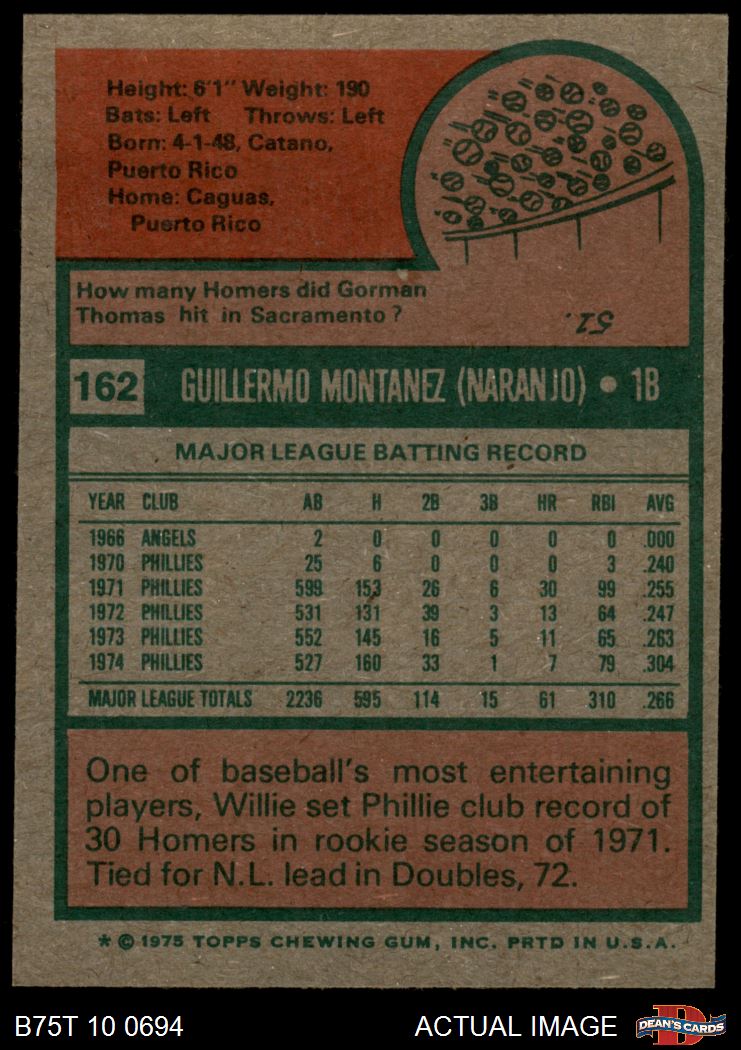 Height: 6'1" Weight: 190
Bats: Left Throws: Left
Born: 4-1-48, Catano,
Puerto Rico
Home: Caguas,
Puerto Rico
How many Homers did Gorman
Thomas hit in Sacramento?
51.
162 GUILLERMO MONTANEZ (NARANJO) • 1B
MAJOR LEAGUE BATTING RECORD
YEAR CLUB AB H 2B 3B HR RBI AVG
1966 ANGELS 2 0 0 0 0 0 .000
1970 PHILLIES 25 6 0 0 0 3 .240
1971 PHILLIES 599 153 26 6 30 99 .255
1972 PHILLIES 531 131 39 3 13 64 .247
1973 PHILLIES 552 145 16 5 11 65 .263
1974 PHILLIES 527 160 33 1 7 79 .304
MAJOR LEAGUE TOTALS 2236 595 114 15 61 310 .266
One of baseball's most entertaining
players, Willie set Phillie club record of
30 Homers in rookie season of 1971.
Tied for N.L. lead in Doubles, 72.
* © 1975 TOPPS CHEWING GUM, INC. PRTD IN U.S.A.
B75T 10 0694 ACTUAL IMAGE D DEAN'S CARDS